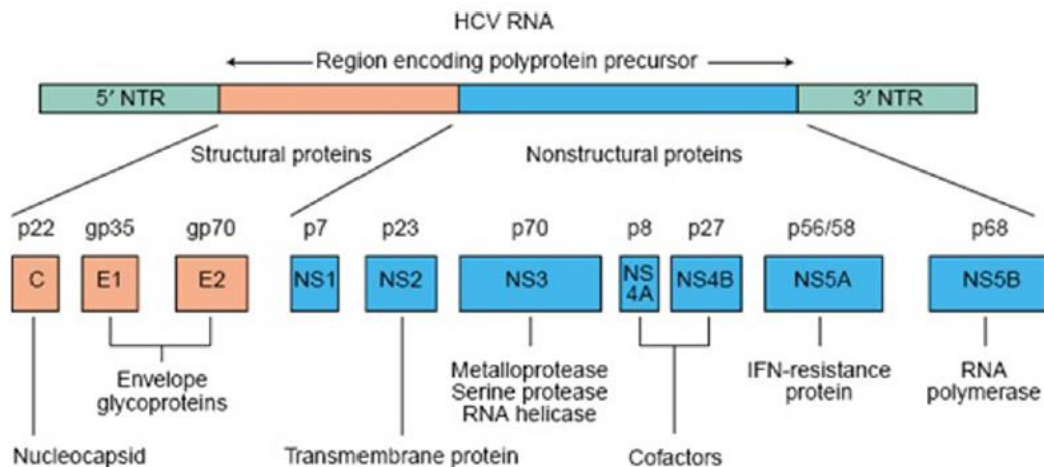 HCV RNA
Region encoding polyprotein precursor
5′ NTR
3′ NTR
Structural proteins
Nonstructural proteins
p22 gp35 gp70 p7 p23 p70 p8 p27 p56/58 p68
C E1 E2 NS1 NS2 NS3 NS
4A NS4B NS5A NS5B
Envelope
glycoproteins
Metalloprotease
Serine protease
RNA helicase
IFN-resistance
protein
RNA
polymerase
Nucleocapsid
Transmembrane protein
Cofactors